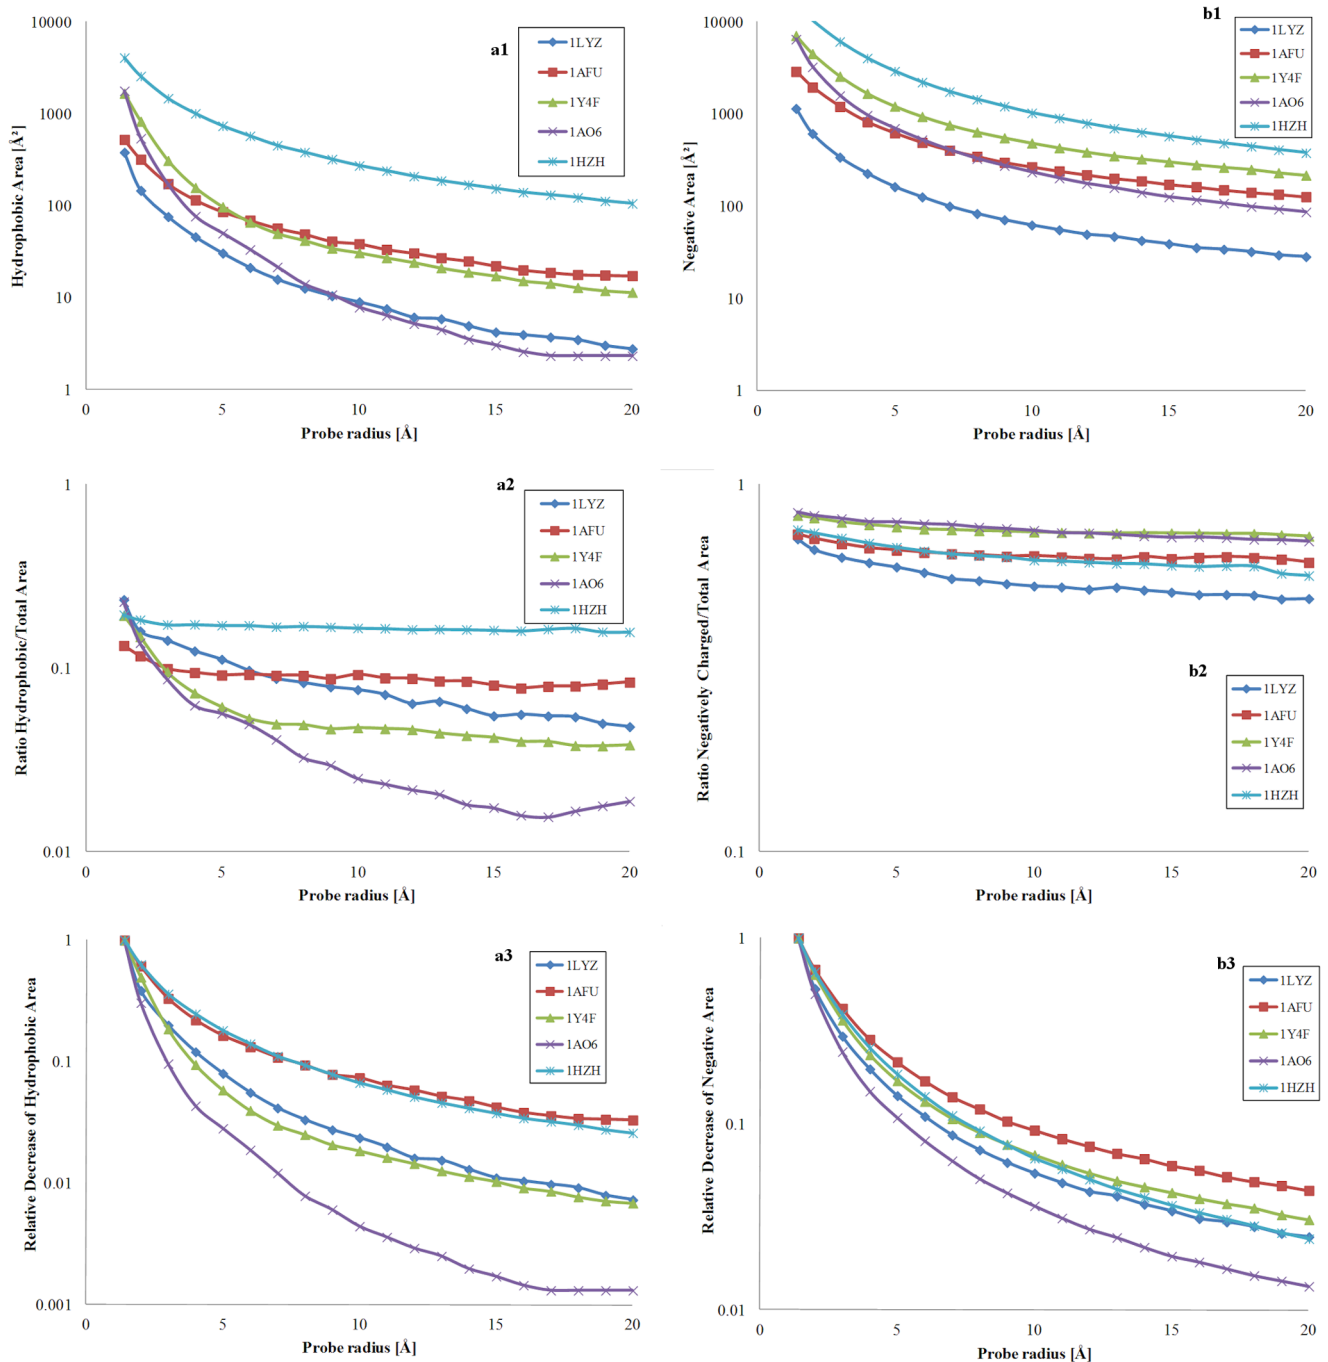 a1
10000
1000
100
10
1
0
5
10
15
20
Hydrophobic Area [Å²]
Probe radius [Å]
1LYZ
1AFU
1Y4F
1AO6
1HZH
b1
10000
1000
100
10
1
0
5
10
15
20
Negative Area [Å²]
Probe radius [Å]
1LYZ
1AFU
1Y4F
1AO6
1HZH
a2
1
0.1
0.01
0
5
10
15
20
Ratio Hydrophobic/Total Area
Probe radius [Å]
1LYZ
1AFU
1Y4F
1AO6
1HZH
b2
1
0.1
0
5
10
15
20
Ratio Negatively Charged/Total Area
Probe radius [Å]
1LYZ
1AFU
1Y4F
1AO6
1HZH
a3
1
0.1
0.01
0.001
0
5
10
15
20
Relative Decrease of Hydrophobic Area
Probe radius [Å]
1LYZ
1AFU
1Y4F
1AO6
1HZH
b3
1
0.1
0.01
0
5
10
15
20
Relative Decrease of Negative Area
Probe radius [Å]
1LYZ
1AFU
1Y4F
1AO6
1HZH